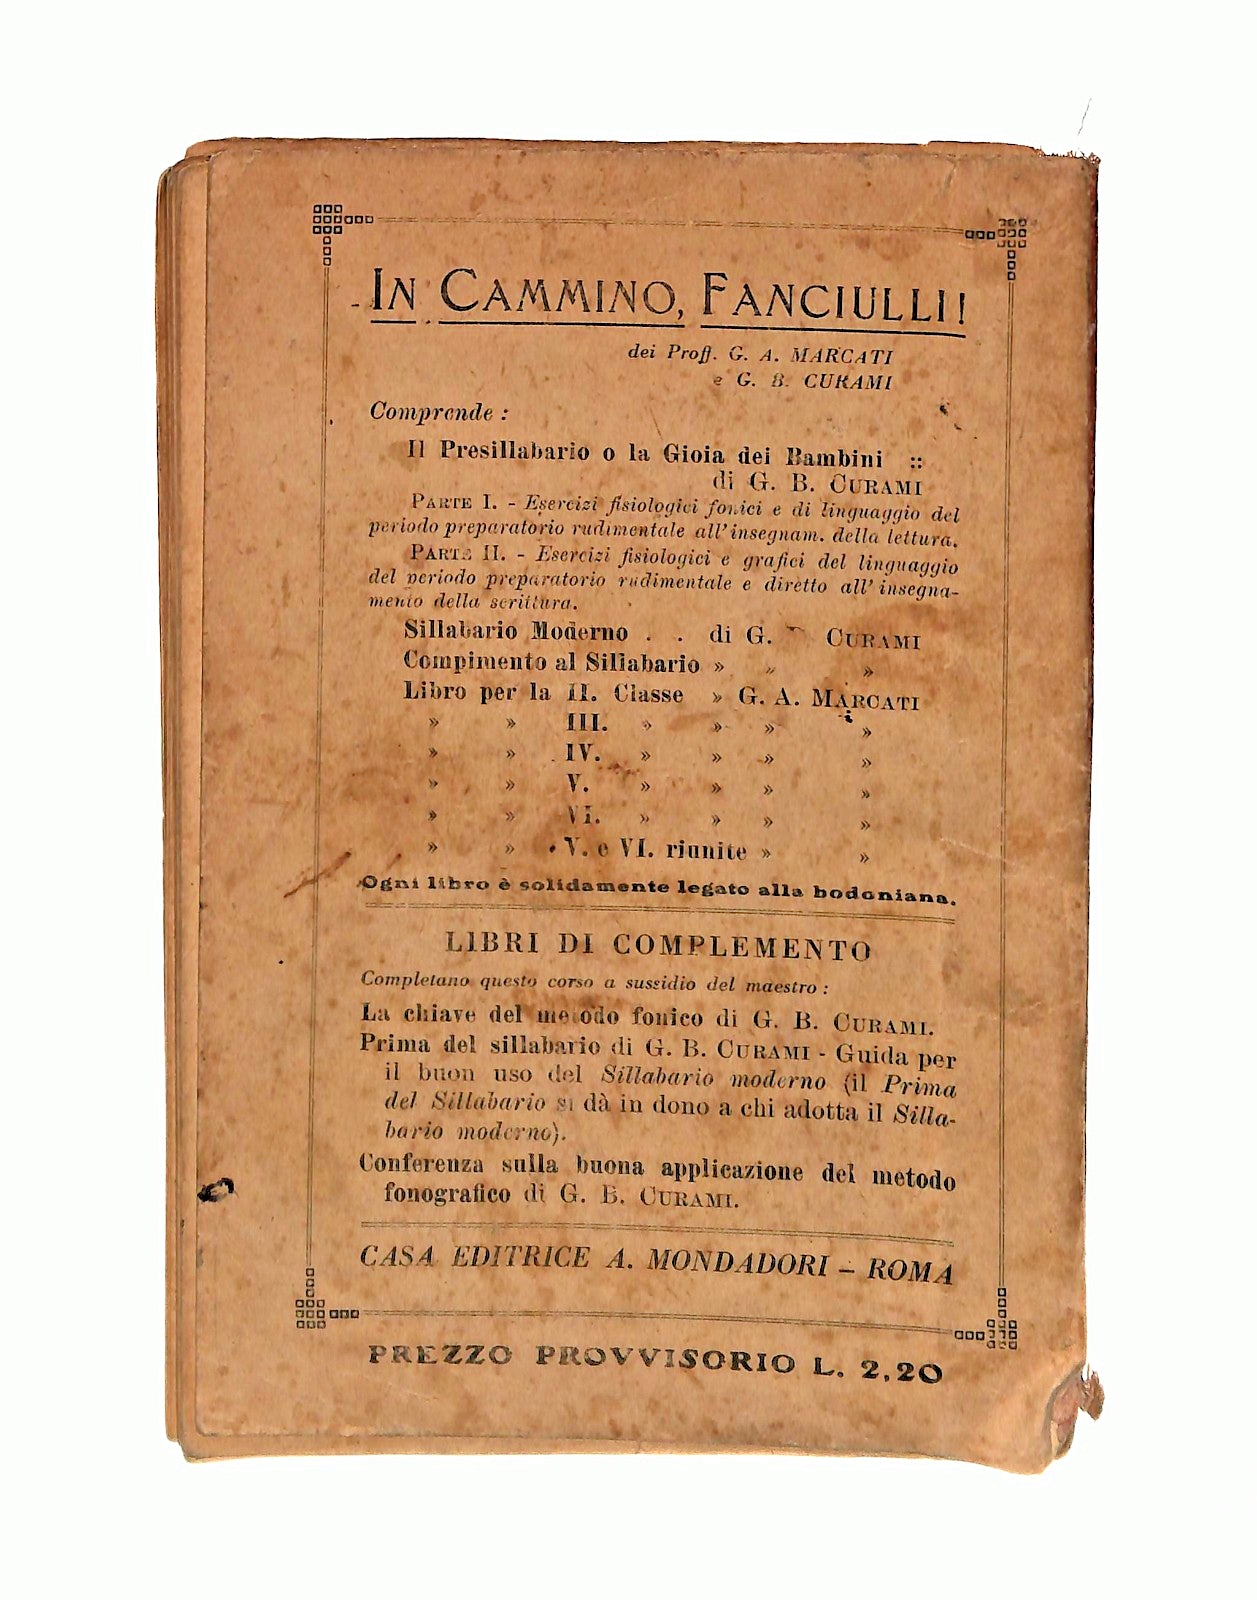 IN CAMMINO, FANCIULLI!
dei Proff. G. A. MARCATI
e G. B. CURAMI
Comprende :
Il Presillabario o la Gioia dei Bambini ::
di G. B. CURAMI
PARTE I. - Esercizi fisiologici fonici e di linguaggio del
periodo preparatorio rudimentale all'insegnam. della lettura.
PARTE II. - Esercizi fisiologici e grafici del linguaggio
del periodo preparatorio rudimentale e diretto all'insegna-
mento della scrittura.
Sillabario Moderno . . di G. CURAMI
Compimento al Sillabario » » »
Libro per la II. Classe » G. A. MARCATI
» » III. » » » »
» » IV. » » » »
» » V. » » » »
» » VI. » » » »
» » V. e VI. riunite » »
Ogni libro è solidamente legato alla bodoniana.
LIBRI DI COMPLEMENTO
Completano questo corso a sussidio del maestro :
La chiave del metodo fonico di G. B. CURAMI.
Prima del sillabario di G. B. CURAMI - Guida per
il buon uso del Sillabario moderno (il Prima
del Sillabario si dà in dono a chi adotta il Silla-
bario moderno).
Conferenza sulla buona applicazione del metodo
fonografico di G. B. CURAMI.
CASA EDITRICE A. MONDADORI - ROMA
PREZZO PROVVISORIO L. 2,20